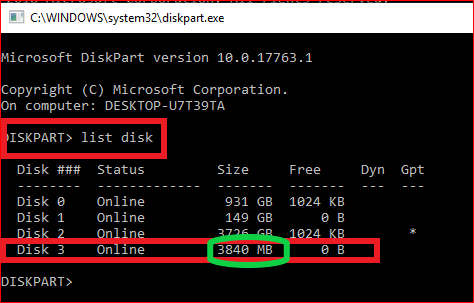 C:\WINDOWS\system32\diskpart.exe
Microsoft DiskPart version 10.0.17763.1
Copyright (C) Microsoft Corporation.
On computer: DESKTOP-U7T39TA
DISKPART> list disk
Disk ### Status Size Free Dyn Gpt
-------- ------------- ------- ------- --- ---
Disk 0 Online 931 GB 1024 KB
Disk 1 Online 149 GB 0 B
Disk 2 Online 3726 GB 1024 KB *
Disk 3 Online 3840 MB 0 B
DISKPART>